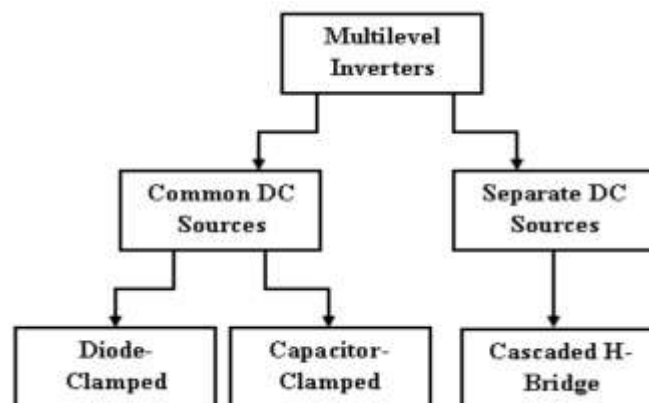 Multilevel
Inverters
Common DC
Sources
Separate DC
Sources
Diode-
Clamped
Capacitor-
Clamped
Cascaded H-
Bridge